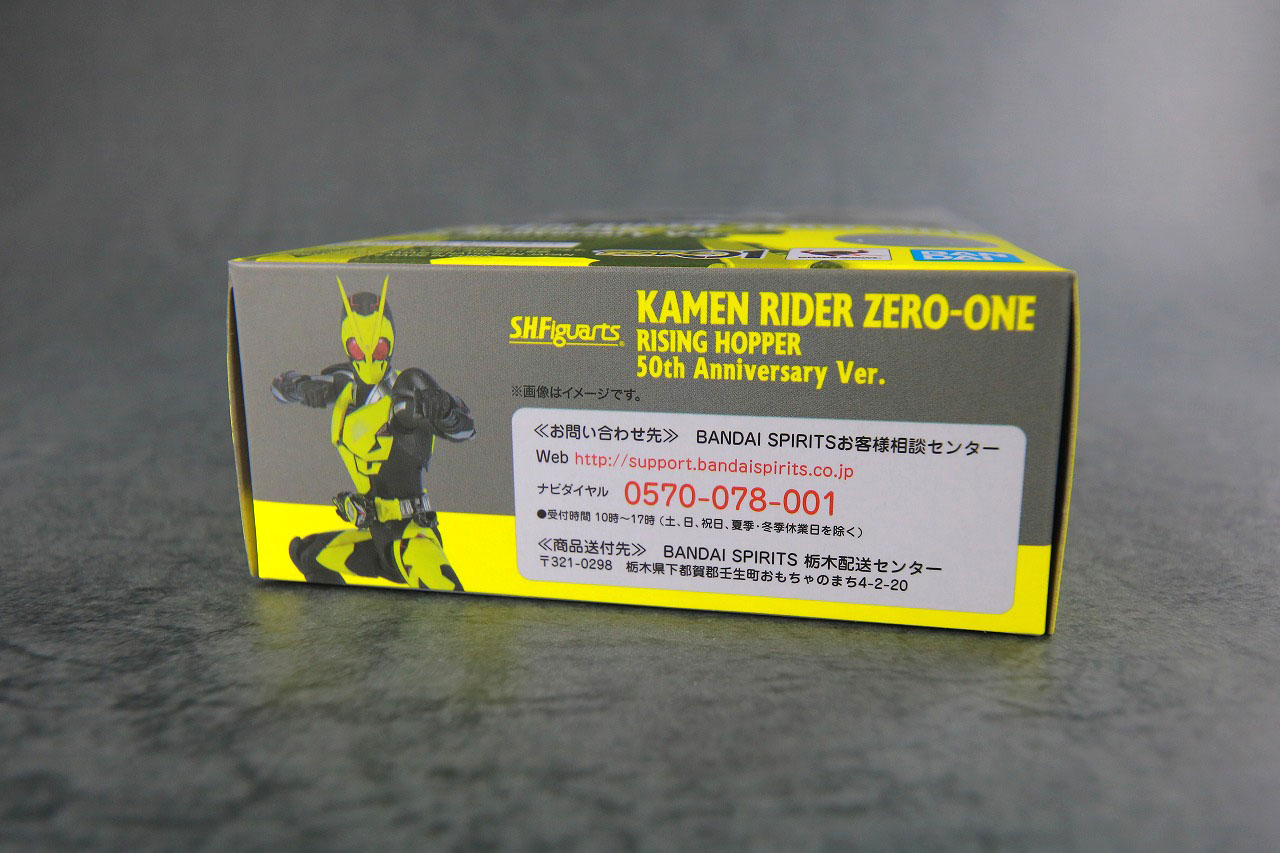 BAN
DAI
S.H.Figuarts
KAMEN RIDER ZERO-ONE
RISING HOPPER
50th Anniversary Ver.
※画像はイメージです。
≪お問い合わせ先≫ BANDAI SPIRITSお客様相談センター
Web http://support.bandaispirits.co.jp
ナビダイヤル 0570-078-001
●受付時間 10時〜17時（土、日、祝日、夏季・冬季休業日を除く）
≪商品送付先≫ BANDAI SPIRITS 栃木配送センター
〒321-0298 栃木県下都賀郡壬生町おもちゃのまち4-2-20